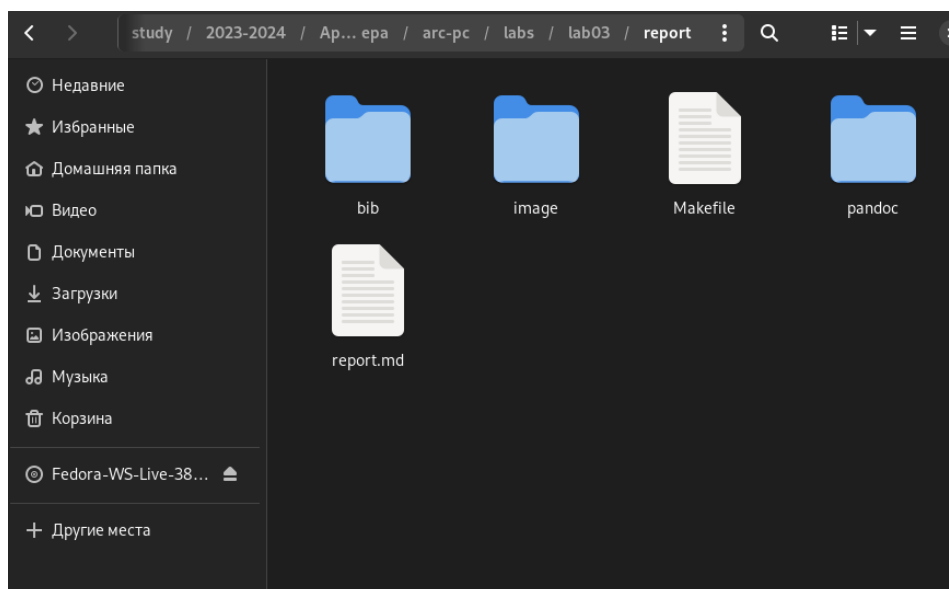 study / 2023-2024 / Ap... ера / arc-pc / labs / lab03 / report
Недавние
Избранные
Домашняя папка
Видео
Документы
Загрузки
Изображения
Музыка
Корзина
Fedora-WS-Live-38...
Другие места
bib
image
Makefile
pandoc
report.md